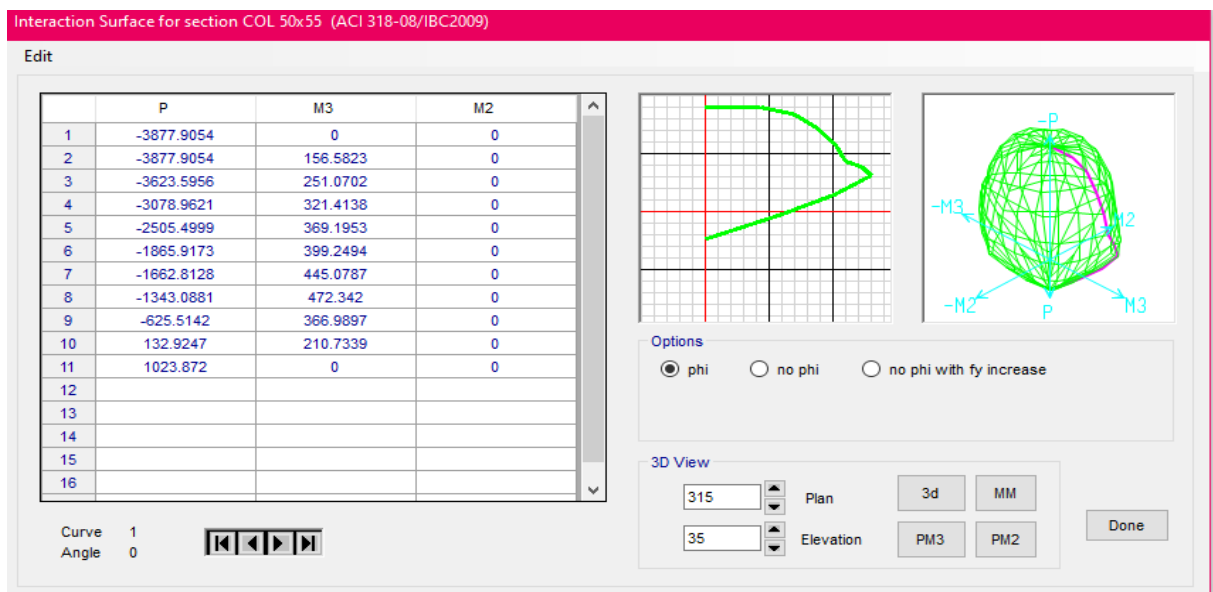 Interaction Surface for section COL 50x55 (ACI 318-08/IBC2009)
Edit
P M3 M2
1 -3877.9054 0 0
2 -3877.9054 156.5823 0
3 -3623.5956 251.0702 0
4 -3078.9621 321.4138 0
5 -2505.4999 369.1953 0
6 -1865.9173 399.2494 0
7 -1662.8128 445.0787 0
8 -1343.0881 472.342 0
9 -625.5142 366.9897 0
10 132.9247 210.7339 0
11 1023.872 0 0
12
13
14
15
16
Curve 1
Angle 0
-P
-M3
M2
-M2
P
M3
Options
phi no phi no phi with fy increase
3D View
315 Plan 3d MM
35 Elevation PM3 PM2
Done